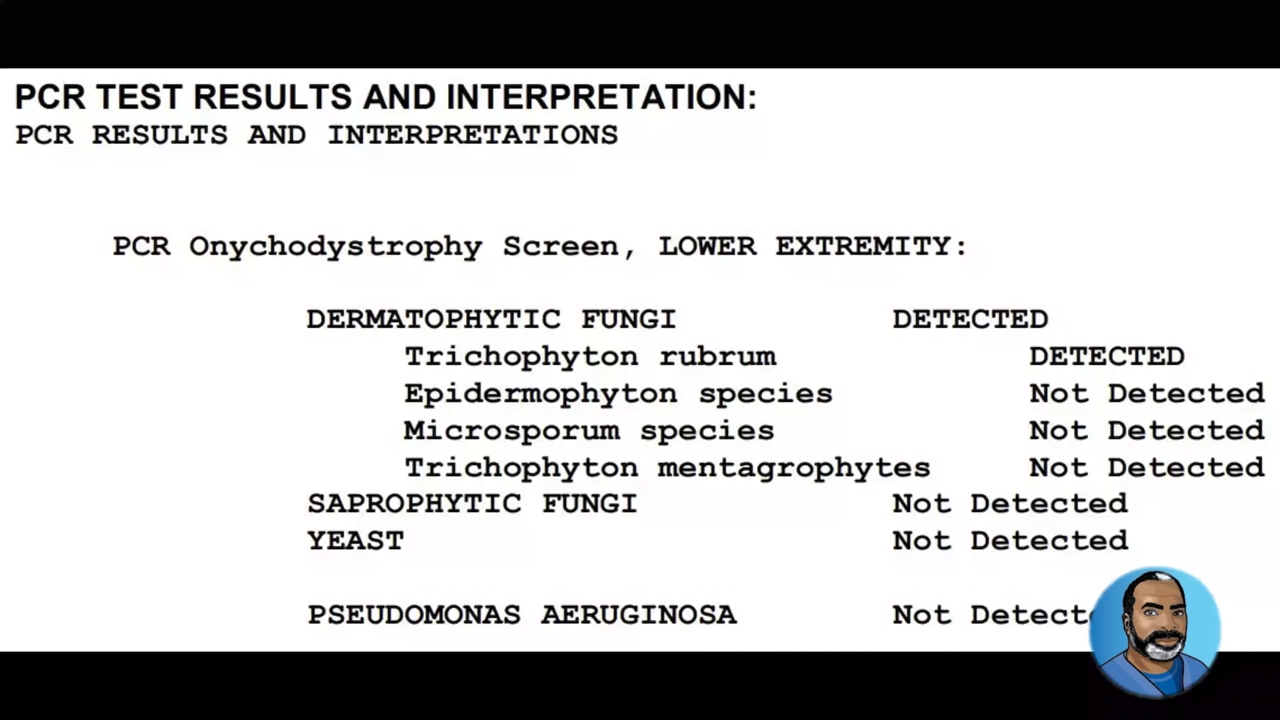 PCR TEST RESULTS AND INTERPRETATION:
PCR RESULTS AND INTERPRETATIONS
PCR Onychodystrophy Screen, LOWER EXTREMITY:
DERMATOPHYTIC FUNGI DETECTED
Trichophyton rubrum DETECTED
Epidermophyton species Not Detected
Microsporum species Not Detected
Trichophyton mentagrophytes Not Detected
SAPROPHYTIC FUNGI Not Detected
YEAST Not Detected
PSEUDOMONAS AERUGINOSA Not